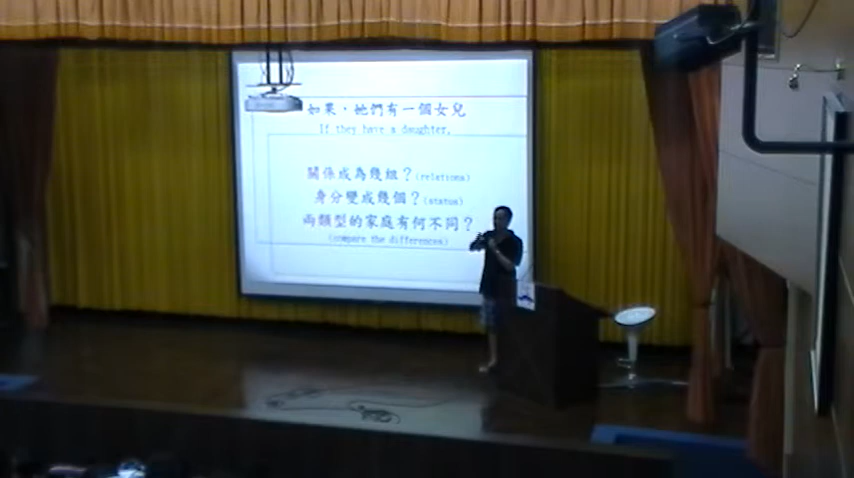 如果，她們有一個女兒
If they have a daughter,
關係成為幾組？(relations)
身分變成幾個？(status)
兩類型的家庭有何不同？
(compare the differences)